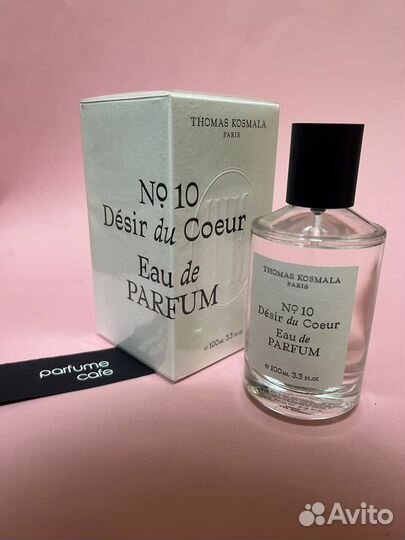 THOMAS KOSMALA
PARIS
Nº 10
Désir du Coeur
Eau de
PARFUM
℮ 100ML 3.3 FL.OZ
THOMAS KOSMALA
PARIS
Nº 10
Désir du Coeur
Eau de
PARFUM
℮ 100ML 3.3 FL.OZ
parfume
cafe
Avito